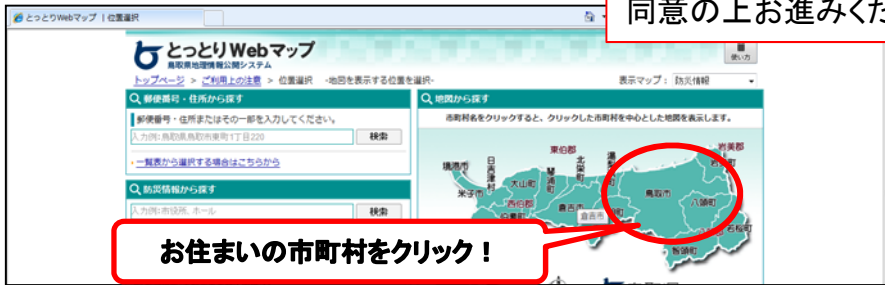 とっとりWebマップ | 位置選択
同意の上お進みくだ
とっとりWebマップ
鳥取県地理情報公開システム
使い方
トップページ > ご利用上の注意 > 位置選択 -地図を表示する位置を選択-
表示マップ： 防災情報
郵便番号・住所から探す
郵便番号・住所またはその一部を入力してください。
入力例:鳥取県鳥取市東町1丁目220
検索
一覧表から選択する場合はこちらから
防災情報から探す
入力例:市役所、ホール
検索
地図から探す
市町村名をクリックすると、クリックした市町村を中心とした地図を表示します。
東伯郡
岩美郡
境港市
日吉津村
北栄町
琴浦町
大山町
米子市
西伯郡
倉吉市
倉吉市
鳥取市
八頭町
智頭町
お住まいの市町村をクリック！